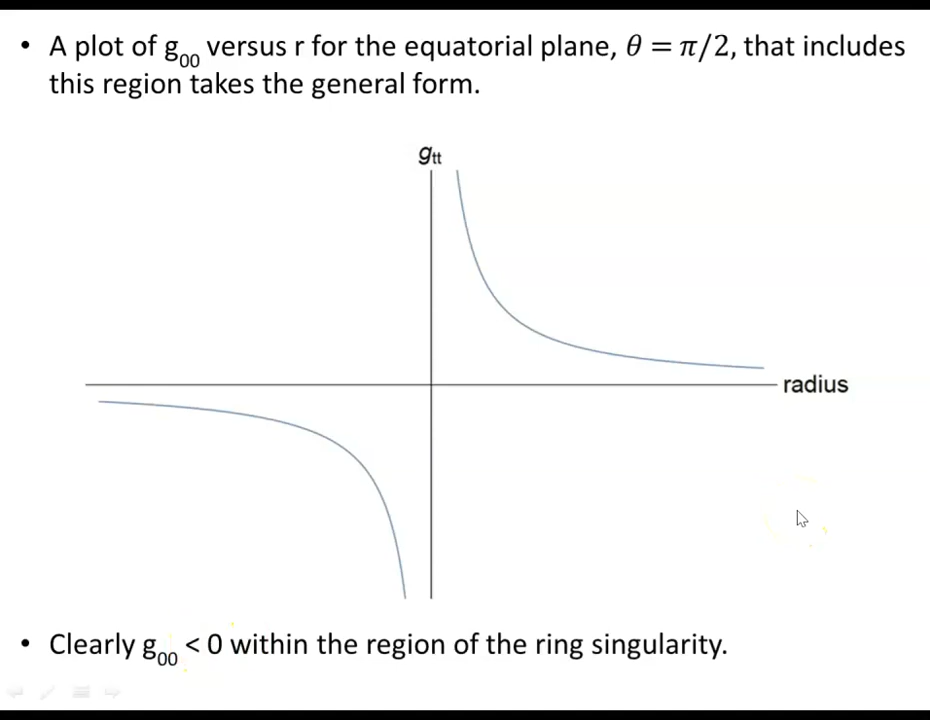 • A plot of g₀₀ versus r for the equatorial plane, θ = π/2, that includes
this region takes the general form.
gtt
radius
• Clearly g₀₀ < 0 within the region of the ring singularity.